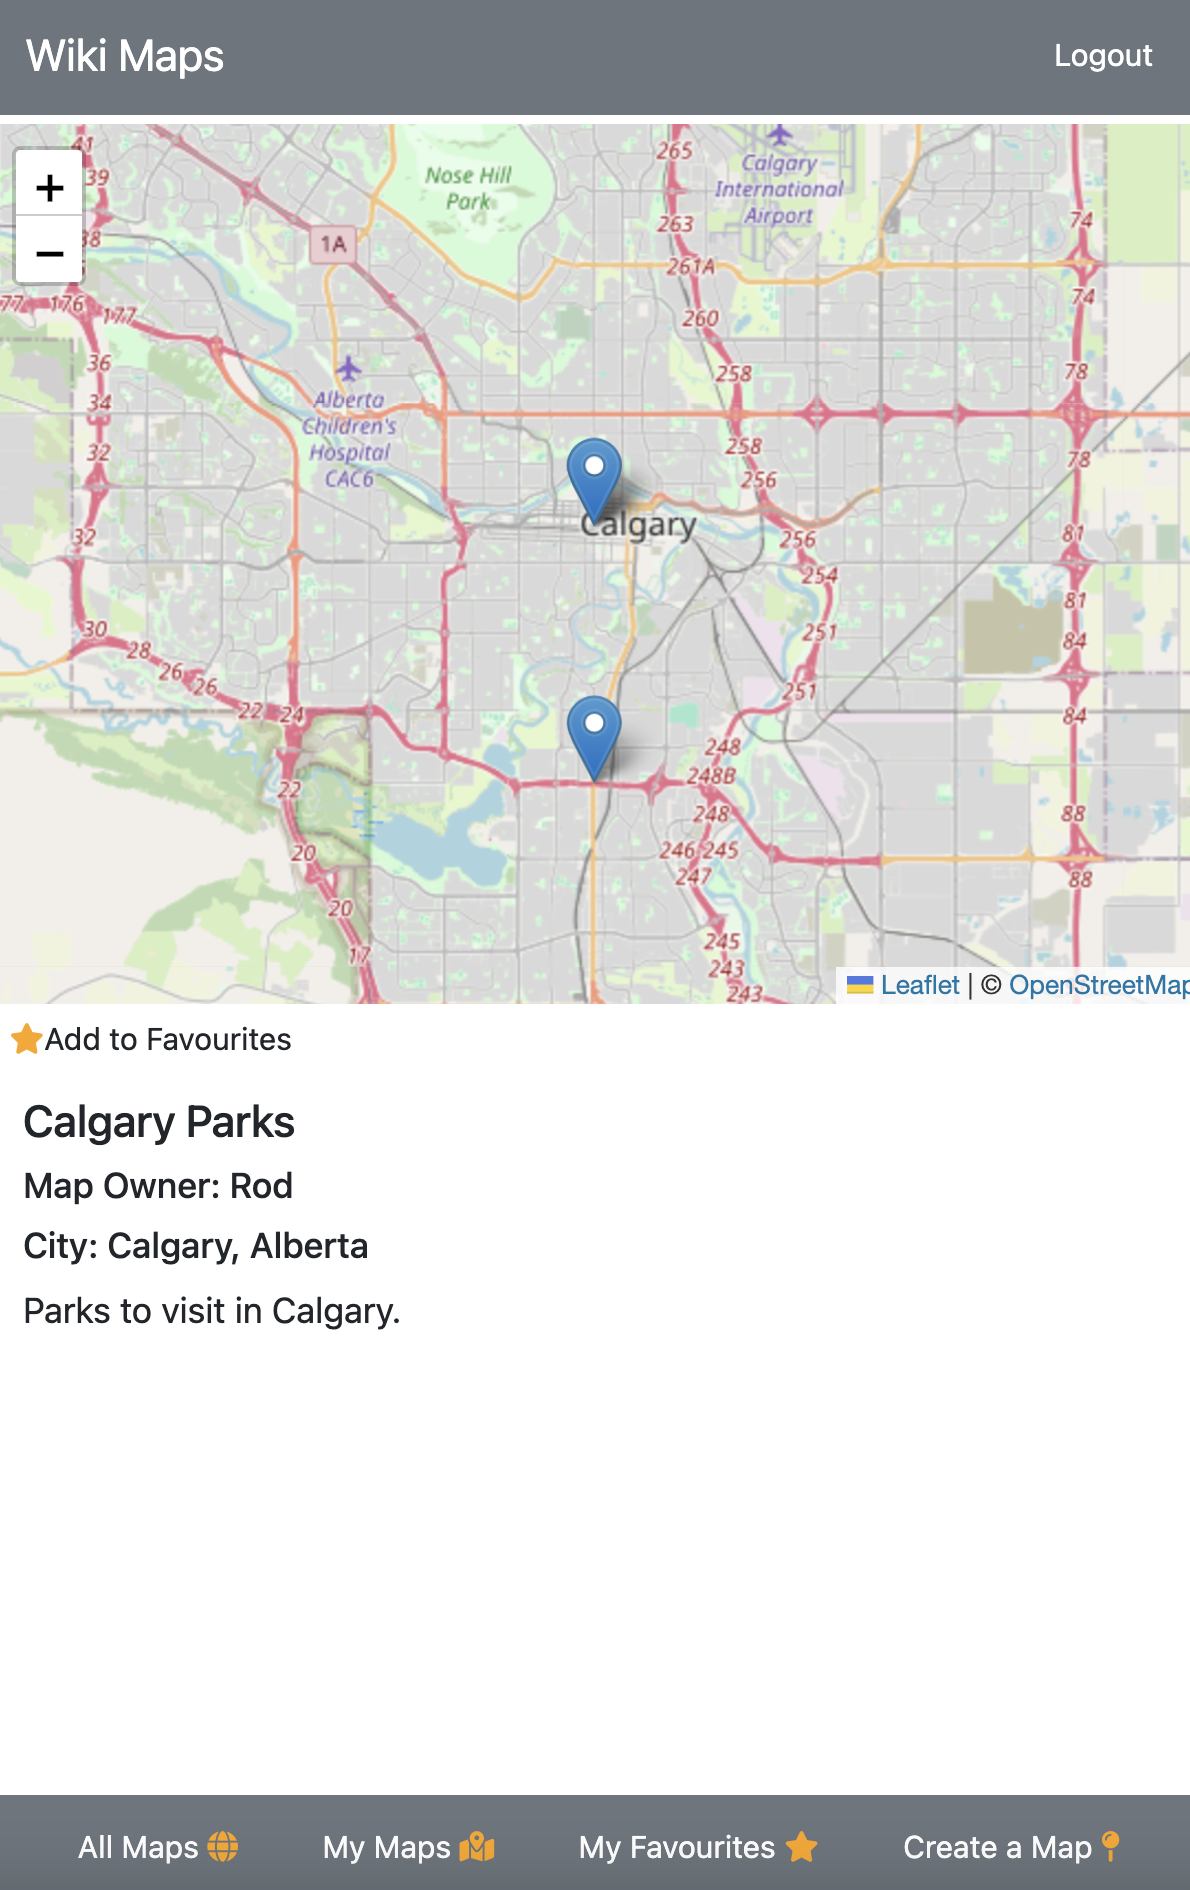 Wiki Maps
Logout
+
−
41
39
38
Nose Hill
Park
1A
265
Calgary
International
Airport
263
261A
260
258
258
256
256
254
251
251
74
74
78
78
81
81
84
84
88
88
77
176
177
36
34
32
32
30
28
26
26
22
24
22
20
20
17
Alberta
Children's
Hospital
CAC6
Calgary
248
248B
248
246
245
247
245
243
243
Leaflet | © OpenStreetMap
Add to Favourites
Calgary Parks
Map Owner: Rod
City: Calgary, Alberta
Parks to visit in Calgary.
All Maps
My Maps
My Favourites
Create a Map